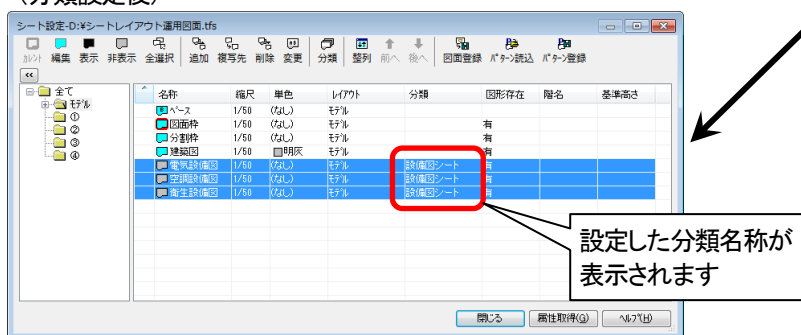 (分類設定後)
シート設定-D:¥シートレイアウト運用図面.tfs
ｶﾚﾝﾄ 編集 表示 非表示 全選択 追加 複写先 削除 変更 分類 整列 前へ 後へ 図面登録 ﾊﾟﾀｰﾝ読込 ﾊﾟﾀｰﾝ登録
<<
全て
ﾓﾃﾞﾙ
①
②
③
④
名称 縮尺 単色 ﾚｲｱｳﾄ 分類 図形存在 階名 基準高さ
ﾍﾞｰｽ 1/50 (なし) ﾓﾃﾞﾙ
図面枠 1/50 (なし) ﾓﾃﾞﾙ 有
分割枠 1/50 (なし) ﾓﾃﾞﾙ 有
建築図 1/50 明灰 ﾓﾃﾞﾙ 有
電気設備図 1/50 (なし) ﾓﾃﾞﾙ 設備図シート 有
空調設備図 1/50 (なし) ﾓﾃﾞﾙ 設備図シート 有
衛生設備図 1/50 (なし) ﾓﾃﾞﾙ 設備図シート 有
設定した分類名称が
表示されます
閉じる 属性取得(G) ﾍﾙﾌﾟ(H)